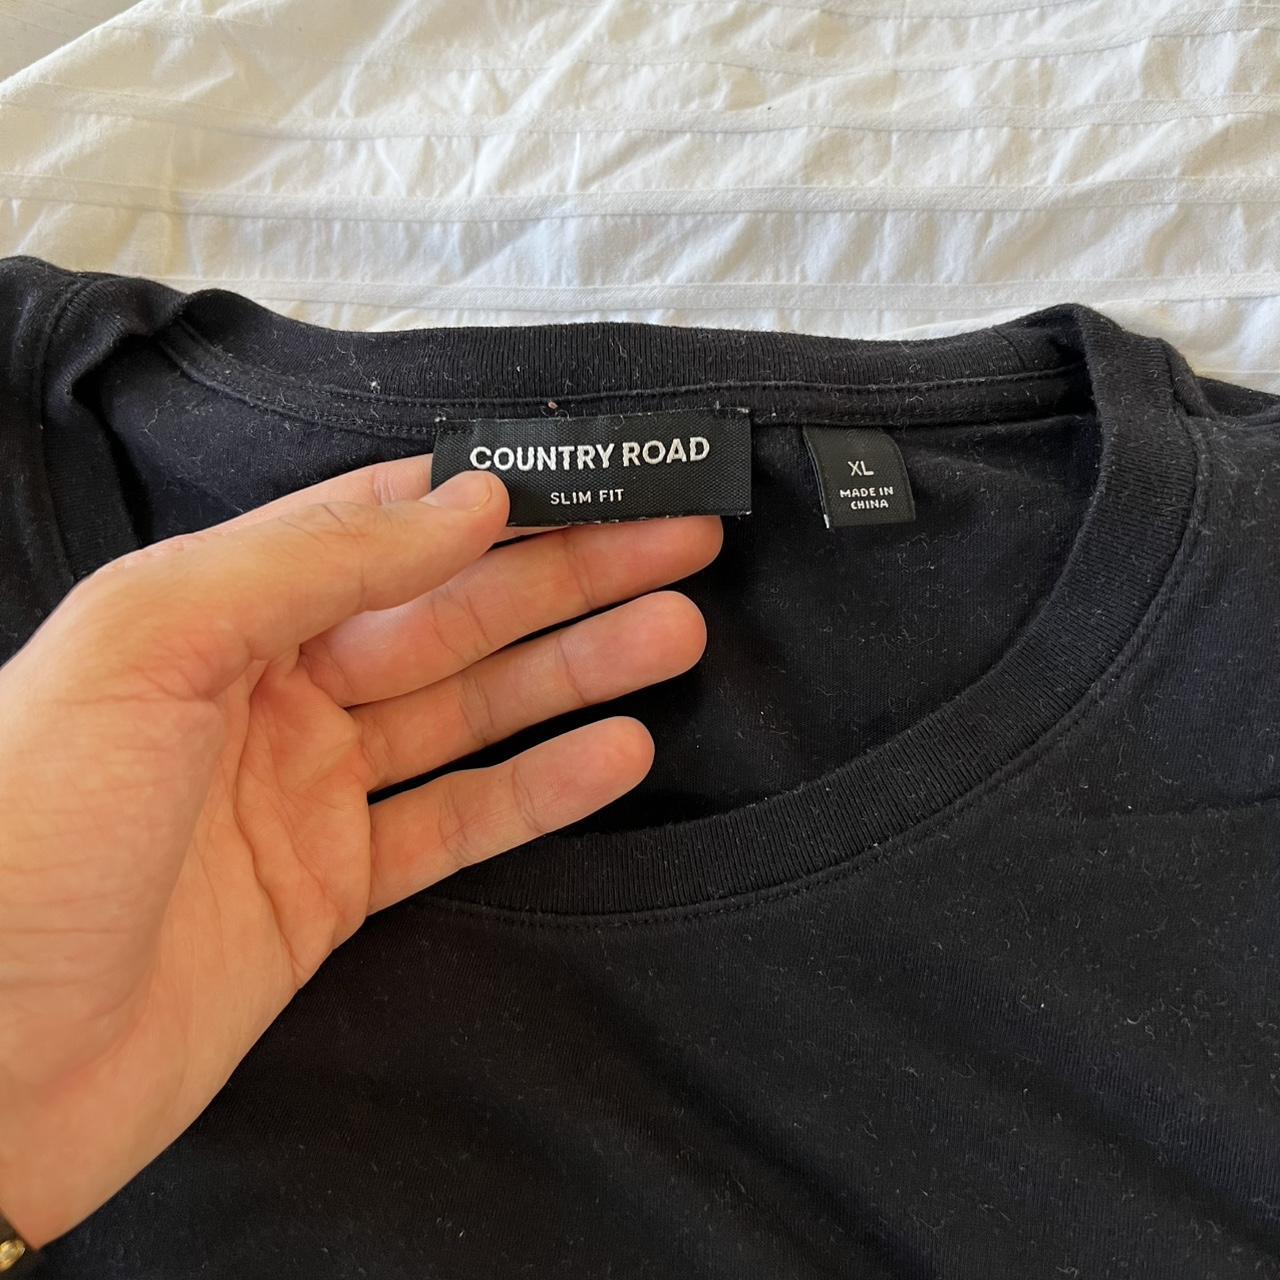 COUNTRY ROAD
SLIM FIT
XL
MADE IN
CHINA